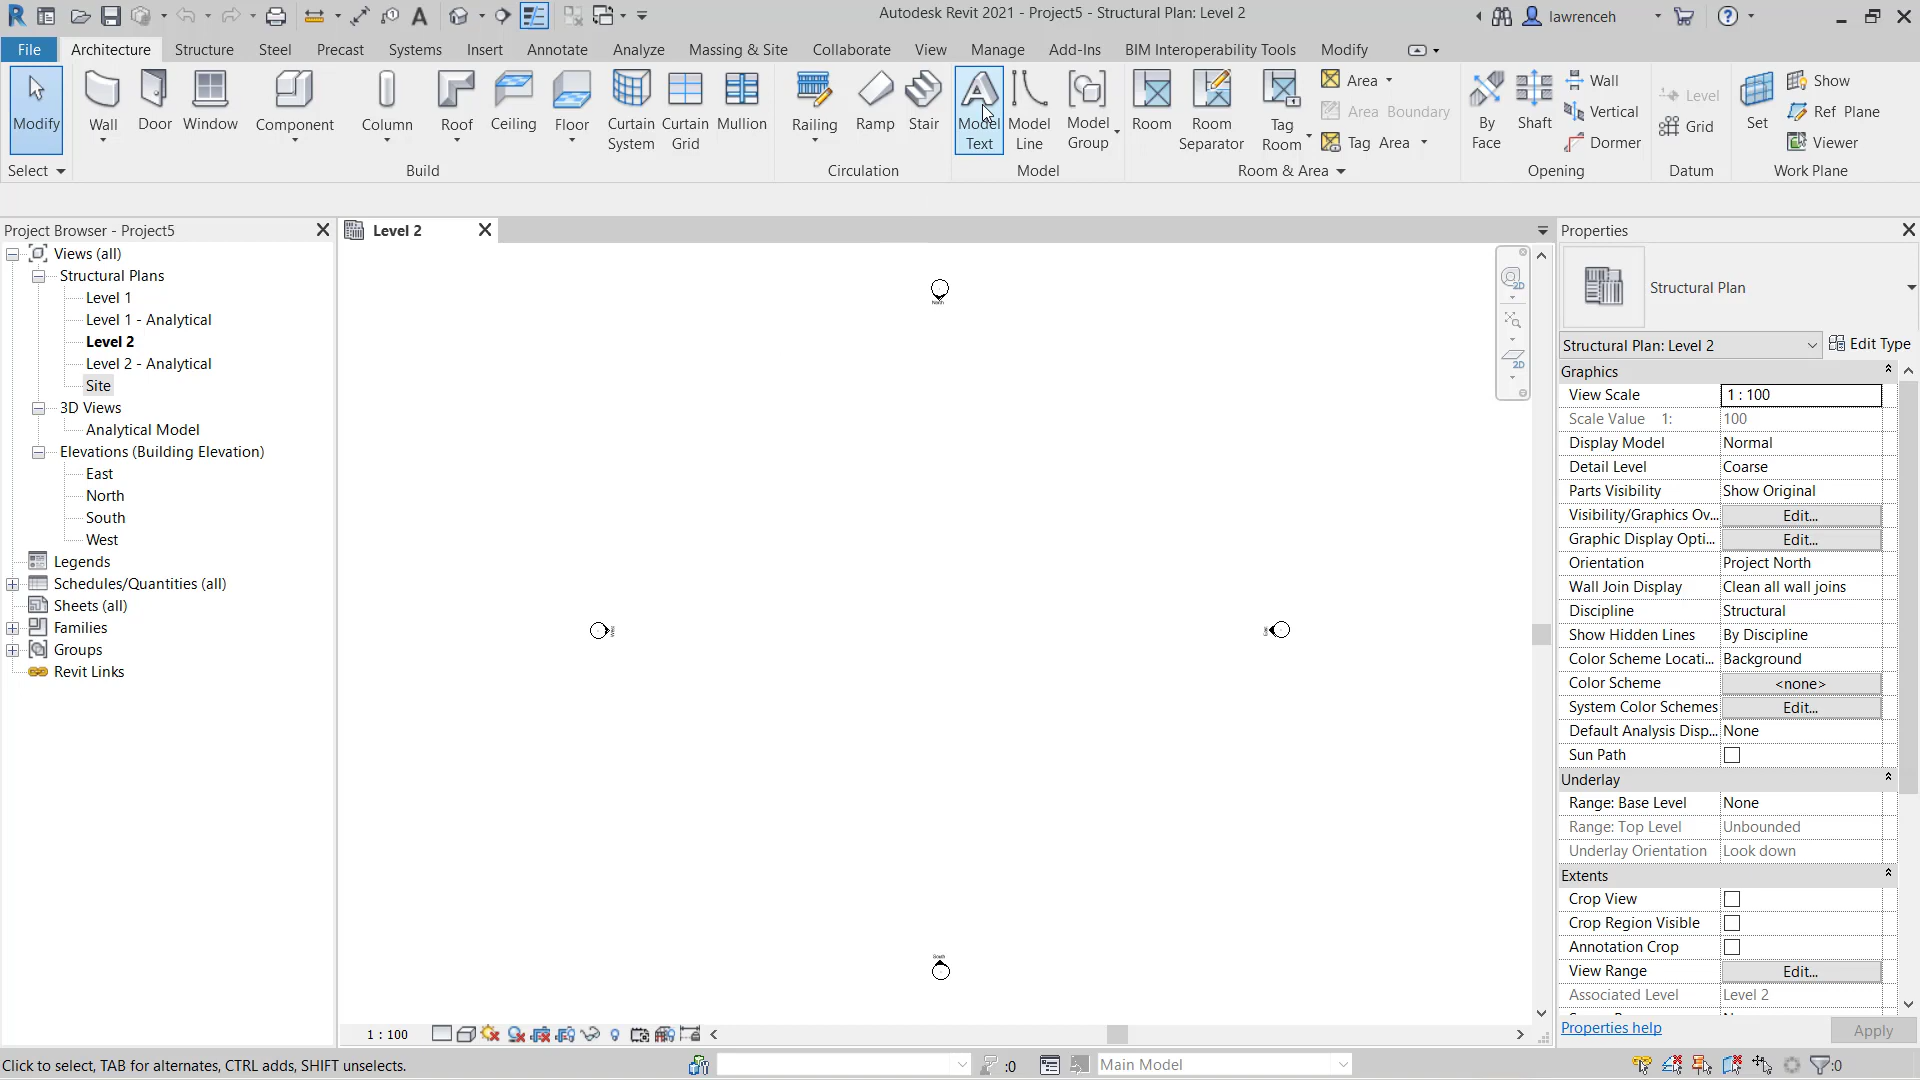 Autodesk Revit 2021 - Project5 - Structural Plan: Level 2
lawrenceh
File
Architecture
Structure
Steel
Precast
Systems
Insert
Annotate
Analyze
Massing & Site
Collaborate
View
Manage
Add-Ins
BIM Interoperability Tools
Modify
Modify
Wall
Door
Window
Component
Column
Roof
Ceiling
Floor
Curtain System
Curtain Grid
Mullion
Railing
Ramp
Stair
Model Text
Model Line
Model Group
Room
Room Separator
Tag Room
Area
Area Boundary
Tag Area
By Face
Shaft
Wall
Vertical
Dormer
Level
Grid
Set
Show
Ref Plane
Viewer
Select
Build
Circulation
Model
Room & Area
Opening
Datum
Work Plane
Project Browser - Project5
Views (all)
Structural Plans
Level 1
Level 1 - Analytical
Level 2
Level 2 - Analytical
Site
3D Views
Analytical Model
Elevations (Building Elevation)
East
North
South
West
Legends
Schedules/Quantities (all)
Sheets (all)
Families
Groups
Revit Links
Level 2
2D
2D
Properties
Structural Plan
Structural Plan: Level 2
Edit Type
Graphics
View Scale 1 : 100
Scale Value 1: 100
Display Model Normal
Detail Level Coarse
Parts Visibility Show Original
Visibility/Graphics Ov... Edit...
Graphic Display Opti... Edit...
Orientation Project North
Wall Join Display Clean all wall joins
Discipline Structural
Show Hidden Lines By Discipline
Color Scheme Locati... Background
Color Scheme <none>
System Color Schemes Edit...
Default Analysis Disp... None
Sun Path
Underlay
Range: Base Level None
Range: Top Level Unbounded
Underlay Orientation Look down
Extents
Crop View
Crop Region Visible
Annotation Crop
View Range Edit...
Associated Level Level 2
Properties help
Apply
1 : 100
Click to select, TAB for alternates, CTRL adds, SHIFT unselects.
:0
Main Model
:0